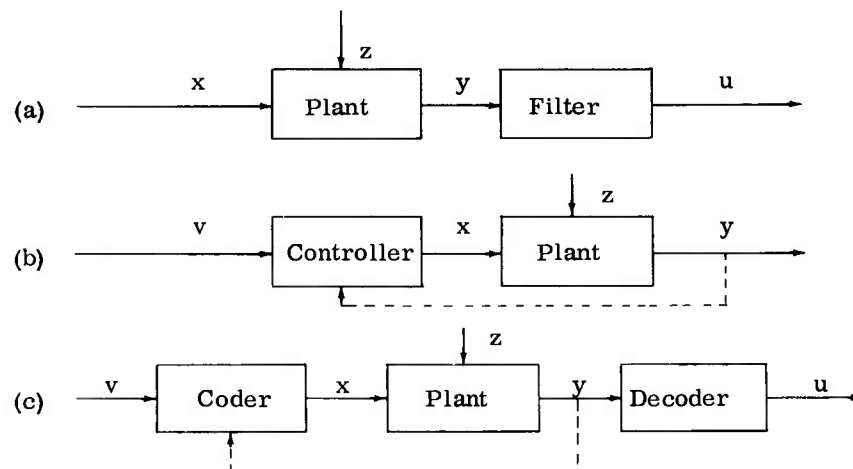 z
x y u
(a) Plant Filter
z
v x y
(b) Controller Plant
z
v x y u
(c) Coder Plant Decoder